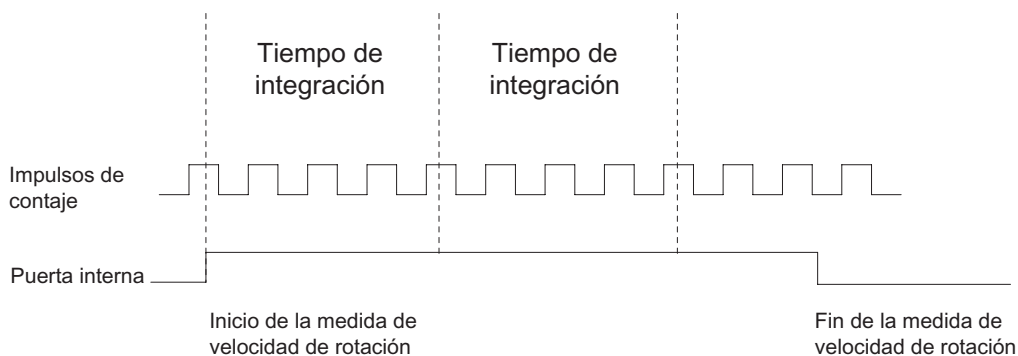 Tiempo de
integración
Tiempo de
integración
Impulsos de
contaje
Puerta interna
Inicio de la medida de
velocidad de rotación
Fin de la medida de
velocidad de rotación